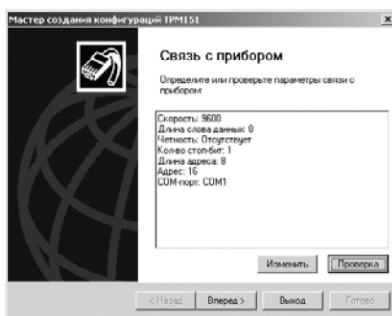 Мастер создания конфигураций ТРМ151
Связь с прибором
Определите или проверьте параметры связи с
прибором:
Скорость: 9600
Длина слова данных: 8
Четность: Отсутствует
Кол-во стоп-бит: 1
Длина адреса: 8
Адрес: 16
COM-порт: COM1
Изменить
Проверка
< Назад
Вперед >
Выход
Готово